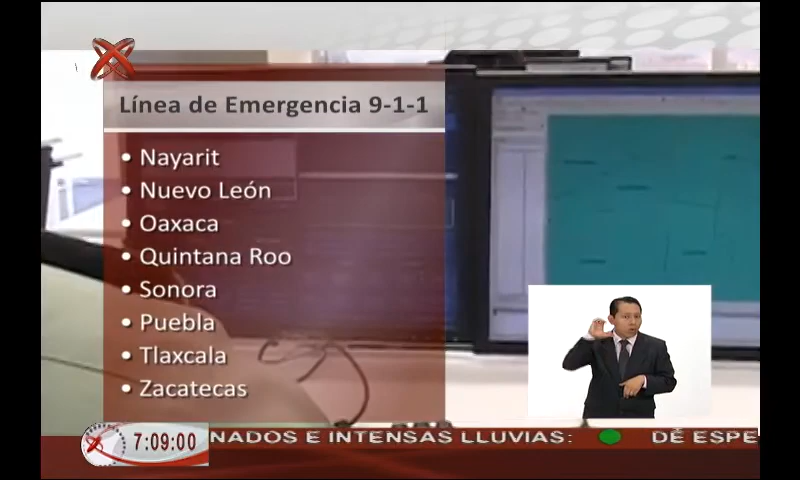 Línea de Emergencia 9-1-1
• Nayarit
• Nuevo León
• Oaxaca
• Quintana Roo
• Sonora
• Puebla
• Tlaxcala
• Zacatecas
7:09:00
NADOS E INTENSAS LLUVIAS: DÉ ESPE